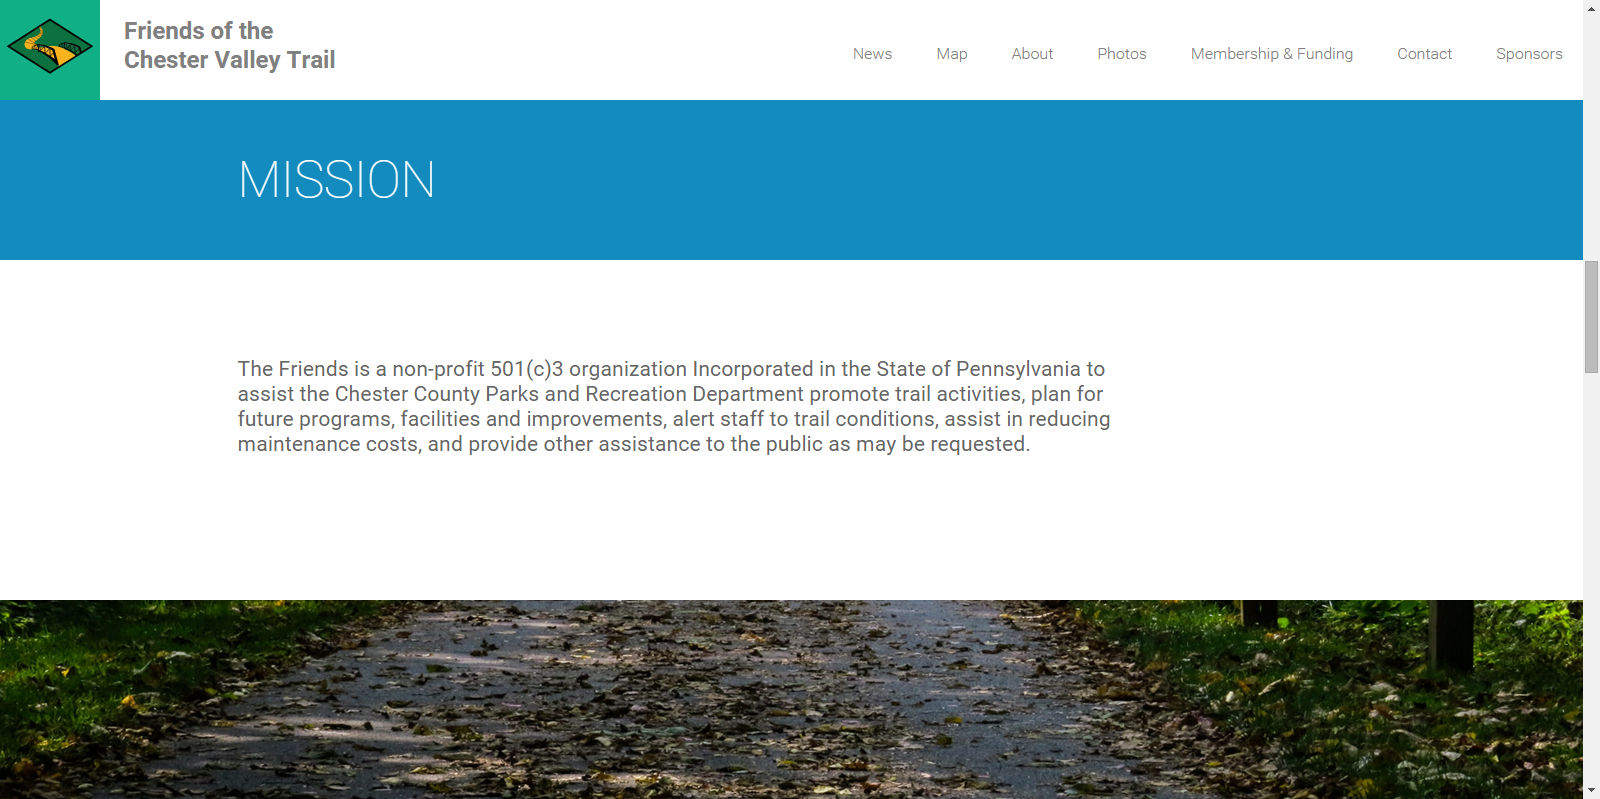 Friends of the
Chester Valley Trail
News Map About Photos Membership & Funding Contact Sponsors
MISSION
The Friends is a non-profit 501(c)3 organization Incorporated in the State of Pennsylvania to
assist the Chester County Parks and Recreation Department promote trail activities, plan for
future programs, facilities and improvements, alert staff to trail conditions, assist in reducing
maintenance costs, and provide other assistance to the public as may be requested.